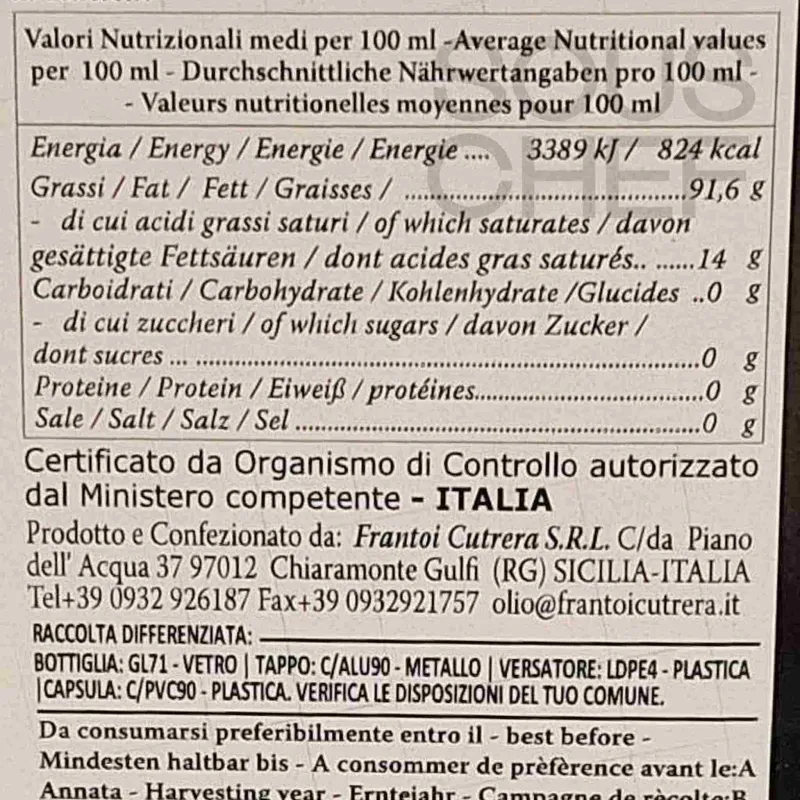 Valori Nutrizionali medi per 100 ml -Average Nutritional values
per 100 ml - Durchschnittliche Nährwertangaben pro 100 ml -
- Valeurs nutritionelles moyennes pour 100 ml
SOUS
CHEF
Energia / Energy / Energie / Energie .... 3389 kJ / 824 kcal
Grassi / Fat / Fett / Graisses / ........................................91,6 g
- di cui acidi grassi saturi / of which saturates / davon
gesättigte Fettsäuren / dont acides gras saturés.. ......14 g
Carboidrati / Carbohydrate / Kohlenhydrate /Glucides ..0 g
- di cui zuccheri / of which sugars / davon Zucker /
dont sucres ... ........................................................................0 g
Proteine / Protein / Eiweiß / protéines.................................0 g
Sale / Salt / Salz / Sel ..........................................................0 g
Certificato da Organismo di Controllo autorizzato
dal Ministero competente - ITALIA
Prodotto e Confezionato da: Frantoi Cutrera S.R.L. C/da Piano
dell' Acqua 37 97012 Chiaramonte Gulfi (RG) SICILIA-ITALIA
Tel+39 0932 926187 Fax+39 0932921757 olio@frantoicutrera.it
RACCOLTA DIFFERENZIATA:
BOTTIGLIA: GL71 - VETRO | TAPPO: C/ALU90 - METALLO | VERSATORE: LDPE4 - PLASTICA
|CAPSULA: C/PVC90 - PLASTICA. VERIFICA LE DISPOSIZIONI DEL TUO COMUNE.
Da consumarsi preferibilmente entro il - best before -
Mindesten haltbar bis - A consommer de prèfèrence avant le:A
Annata - Harvesting year - Erntejahr - Campagne de rècolte:B